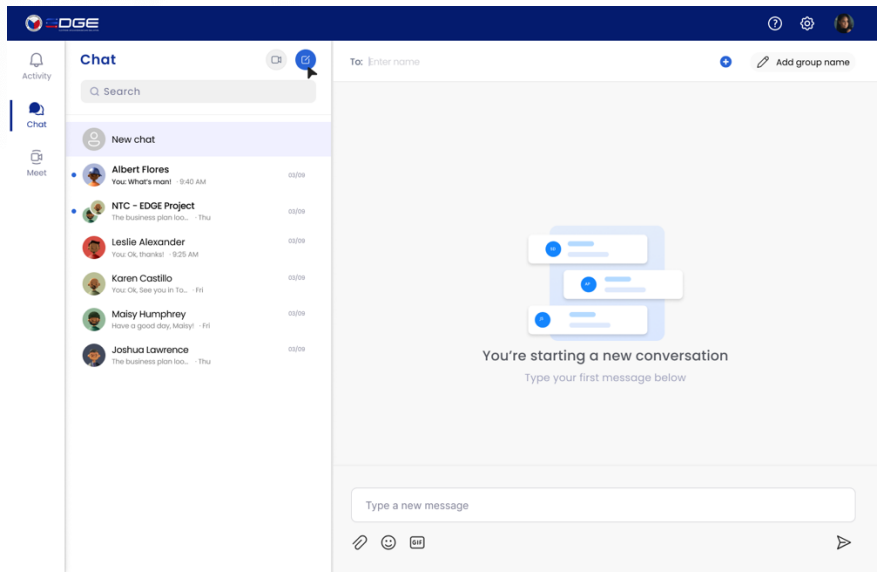 EDGE
Activity
Chat
Meet
Chat
Search
New chat
Albert Flores
You: What's man! · 9:40 AM
03/09
NTC - EDGE Project
The business plan loo... · Thu
03/09
Leslie Alexander
You: Ok, thanks! · 9:25 AM
03/09
Karen Castillo
You: Ok, See you in To... · Fri
03/09
Maisy Humphrey
Have a good day, Maisy! · Fri
03/09
Joshua Lawrence
The business plan loo... · Thu
03/09
To: Enter name
Add group name
You're starting a new conversation
Type your first message below
Type a new message
GIF